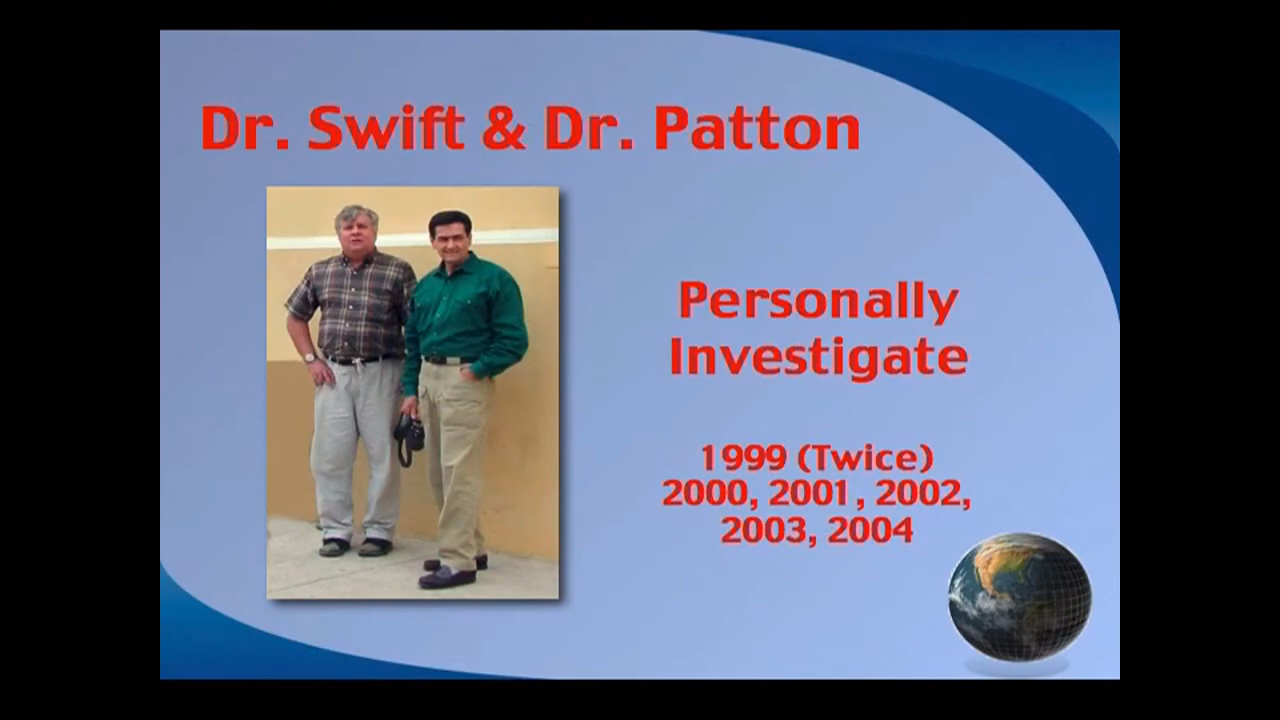 Dr. Swift & Dr. Patton
Personally
Investigate
1999 (Twice)
2000, 2001, 2002,
2003, 2004